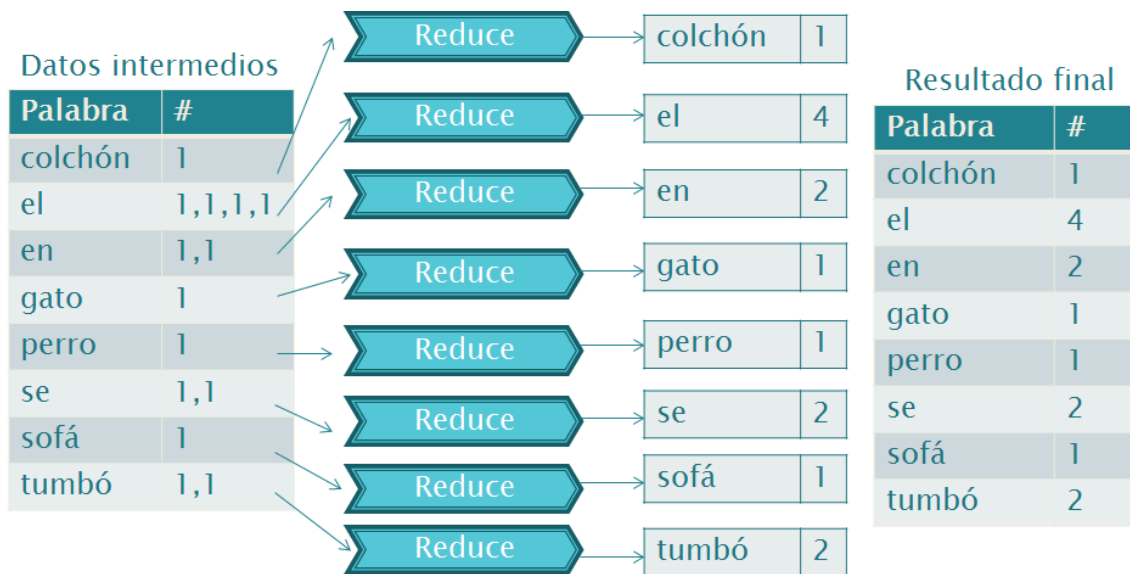 Datos intermedios
Palabra #
colchón 1
el 1,1,1,1
en 1,1
gato 1
perro 1
se 1,1
sofá 1
tumbó 1,1
Reduce
Reduce
Reduce
Reduce
Reduce
Reduce
Reduce
Reduce
colchón 1
el 4
en 2
gato 1
perro 1
se 2
sofá 1
tumbó 2
Resultado final
Palabra #
colchón 1
el 4
en 2
gato 1
perro 1
se 2
sofá 1
tumbó 2